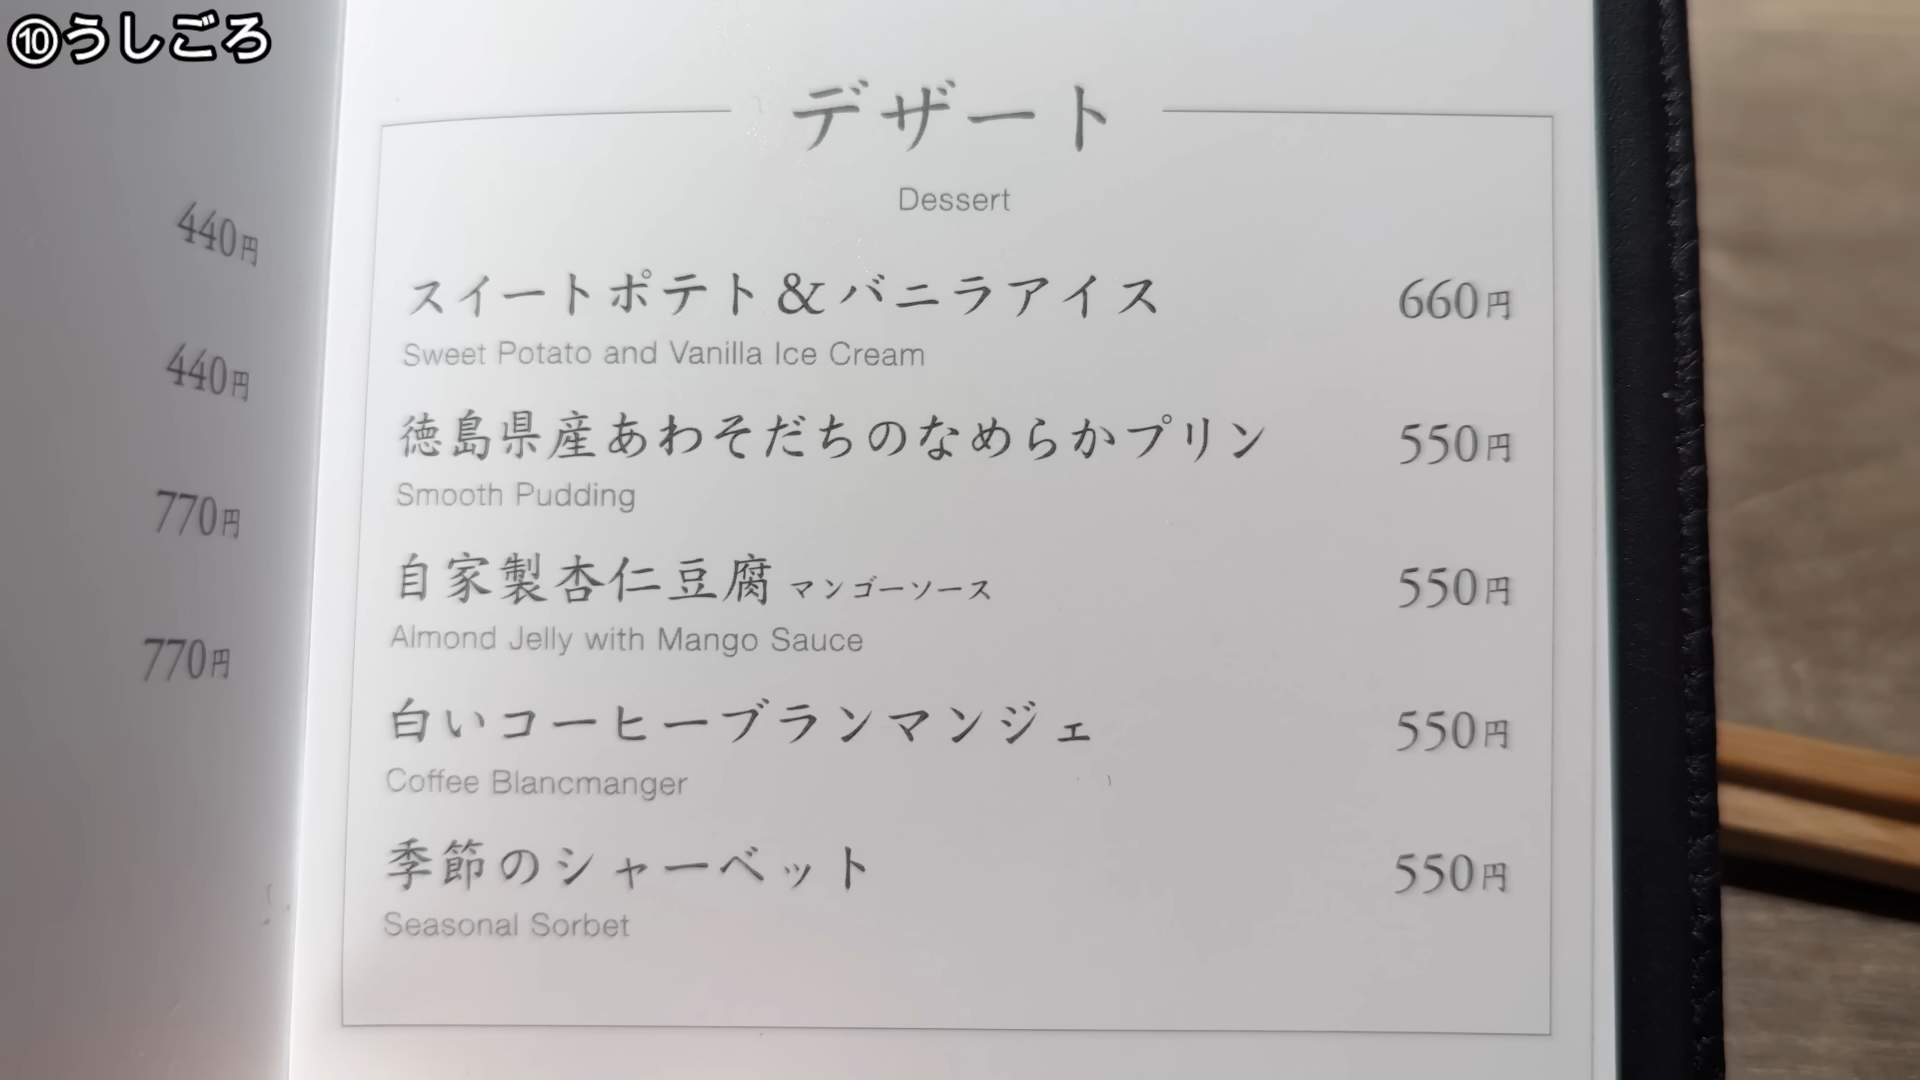 ⑩うしごろ
440円
440円
770円
770円
デザート
Dessert
スイートポテト&バニラアイス 660円
Sweet Potato and Vanilla Ice Cream
徳島県産あわそだちのなめらかプリン 550円
Smooth Pudding
自家製杏仁豆腐 マンゴーソース 550円
Almond Jelly with Mango Sauce
白いコーヒーブランマンジェ 550円
Coffee Blancmanger
季節のシャーベット 550円
Seasonal Sorbet